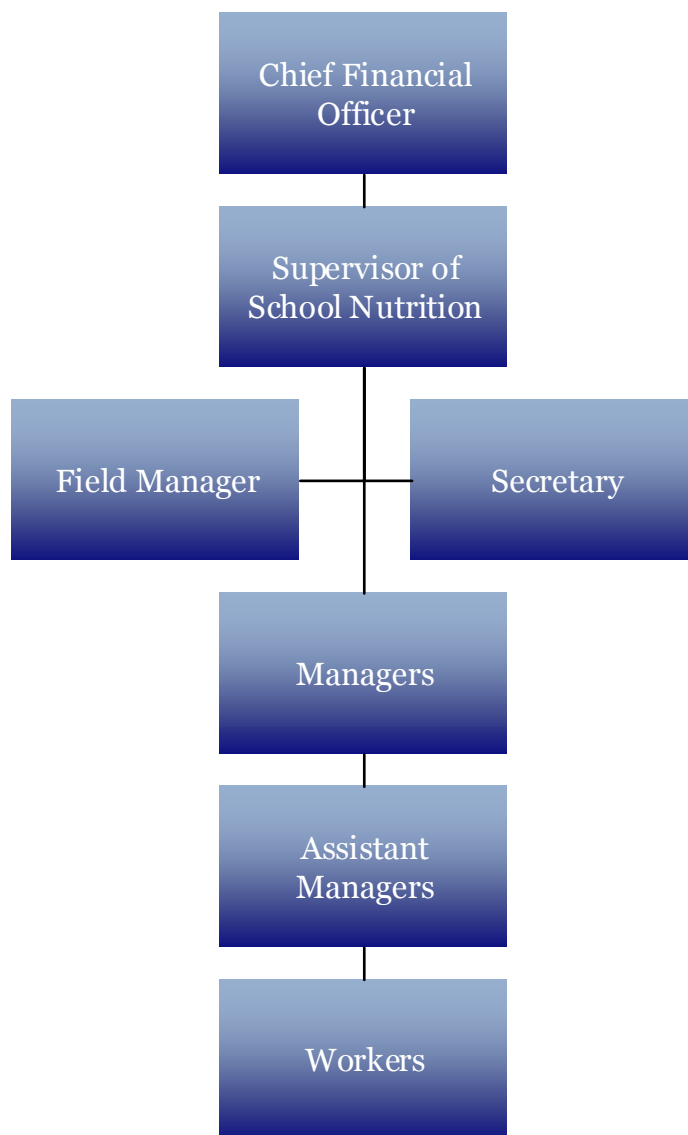 Chief Financial
Officer
Supervisor of
School Nutrition
Field Manager
Secretary
Managers
Assistant
Managers
Workers